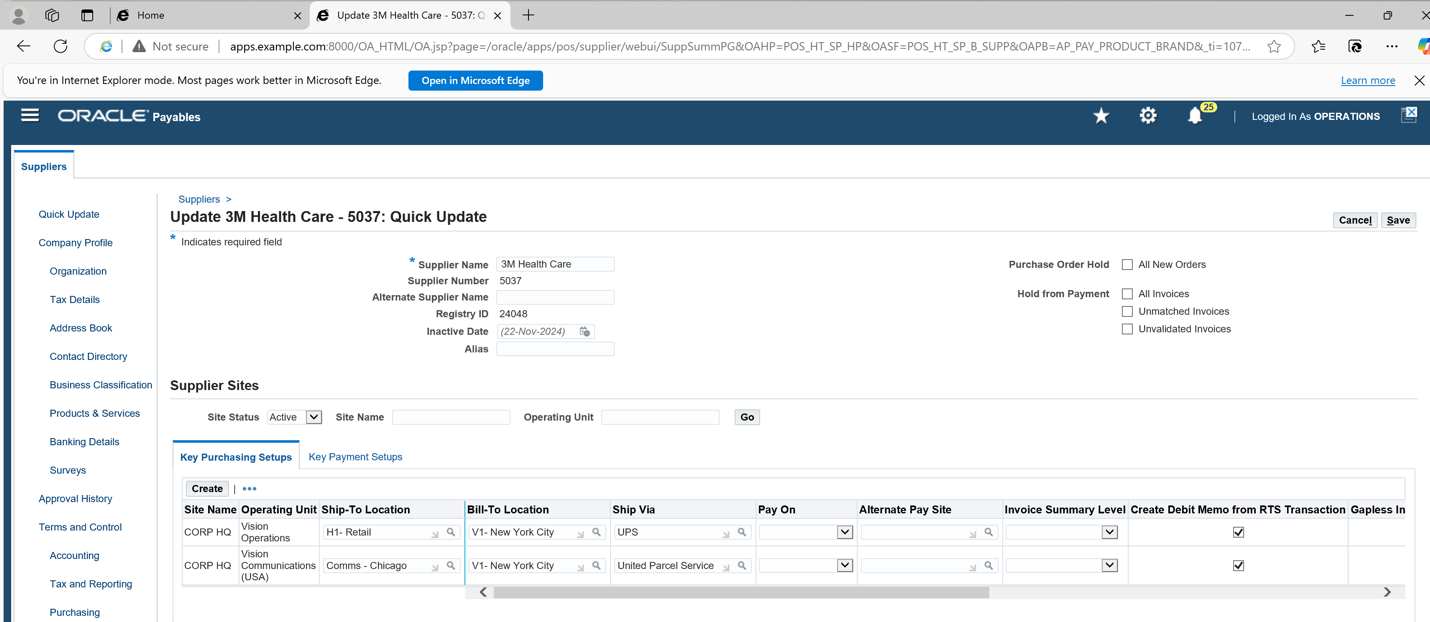 Home
Update 3M Health Care - 5037: Q
Not secure
apps.example.com:8000/OA_HTML/OA.jsp?page=/oracle/apps/pos/supplier/webui/SuppSummPG&OAHP=POS_HT_SP_HP&OASF=POS_HT_SP_B_SUPP&OAPB=AP_PAY_PRODUCT_BRAND&_ti=107...
You're in Internet Explorer mode. Most pages work better in Microsoft Edge.
Open in Microsoft Edge
Learn more
ORACLE Payables
25
Logged In As OPERATIONS
Suppliers
Quick Update
Company Profile
Organization
Tax Details
Address Book
Contact Directory
Business Classification
Products & Services
Banking Details
Surveys
Approval History
Terms and Control
Accounting
Tax and Reporting
Purchasing
Suppliers >
Update 3M Health Care - 5037: Quick Update
Cancel Save
* Indicates required field
* Supplier Name 3M Health Care
Supplier Number 5037
Alternate Supplier Name
Registry ID 24048
Inactive Date (22-Nov-2024)
Alias
Purchase Order Hold All New Orders
Hold from Payment All Invoices
Unmatched Invoices
Unvalidated Invoices
Supplier Sites
Site Status Active Site Name Operating Unit Go
Key Purchasing Setups Key Payment Setups
Create | •••
Site Name Operating Unit Ship-To Location Bill-To Location Ship Via Pay On Alternate Pay Site Invoice Summary Level Create Debit Memo from RTS Transaction Gapless In
CORP HQ Vision Operations H1- Retail V1- New York City UPS
CORP HQ Vision Communications (USA) Comms - Chicago V1- New York City United Parcel Service